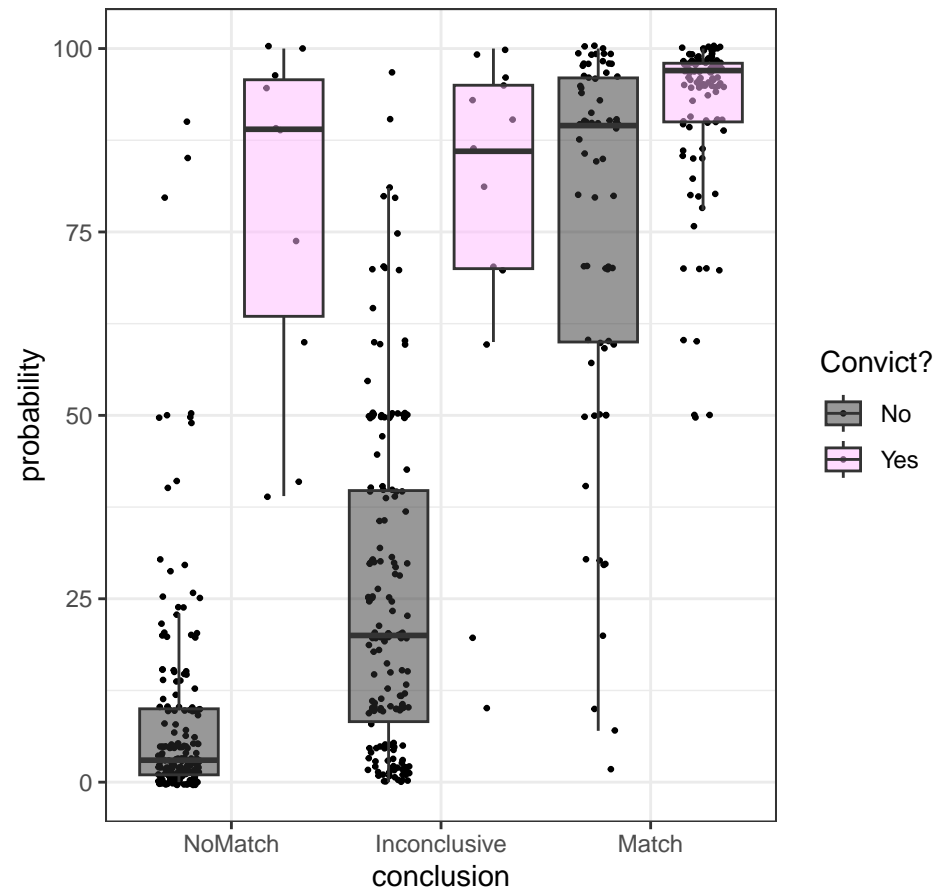 100
75
50
25
0
probability
NoMatch
Inconclusive
Match
conclusion
Convict?
No
Yes